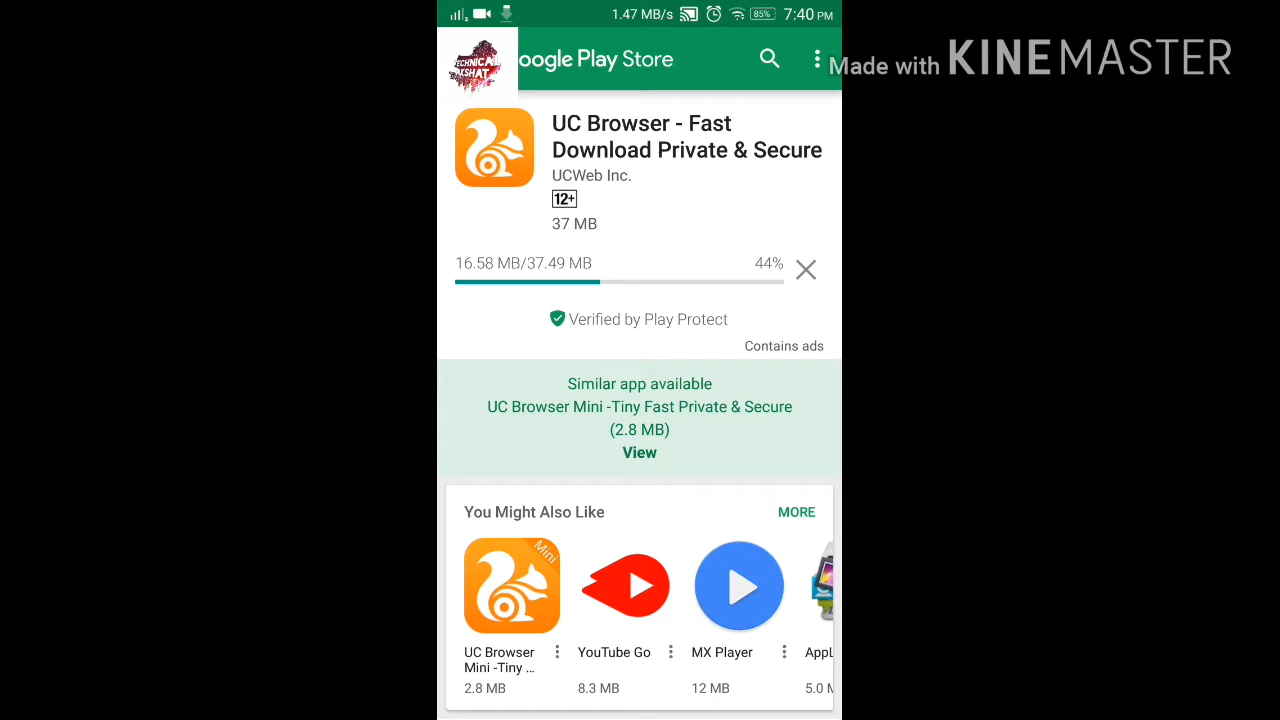 1.47 MB/s
85%
7:40 PM
TECHNICAL
AKSHAT
oogle Play Store
Made with KINEMASTER
UC Browser - Fast
Download Private & Secure
UCWeb Inc.
12+
37 MB
16.58 MB/37.49 MB
44%
Verified by Play Protect
Contains ads
Similar app available
UC Browser Mini -Tiny Fast Private & Secure
(2.8 MB)
View
You Might Also Like
MORE
Mini
UC Browser
Mini -Tiny ...
2.8 MB
YouTube Go
8.3 MB
MX Player
12 MB
AppL
5.0 M